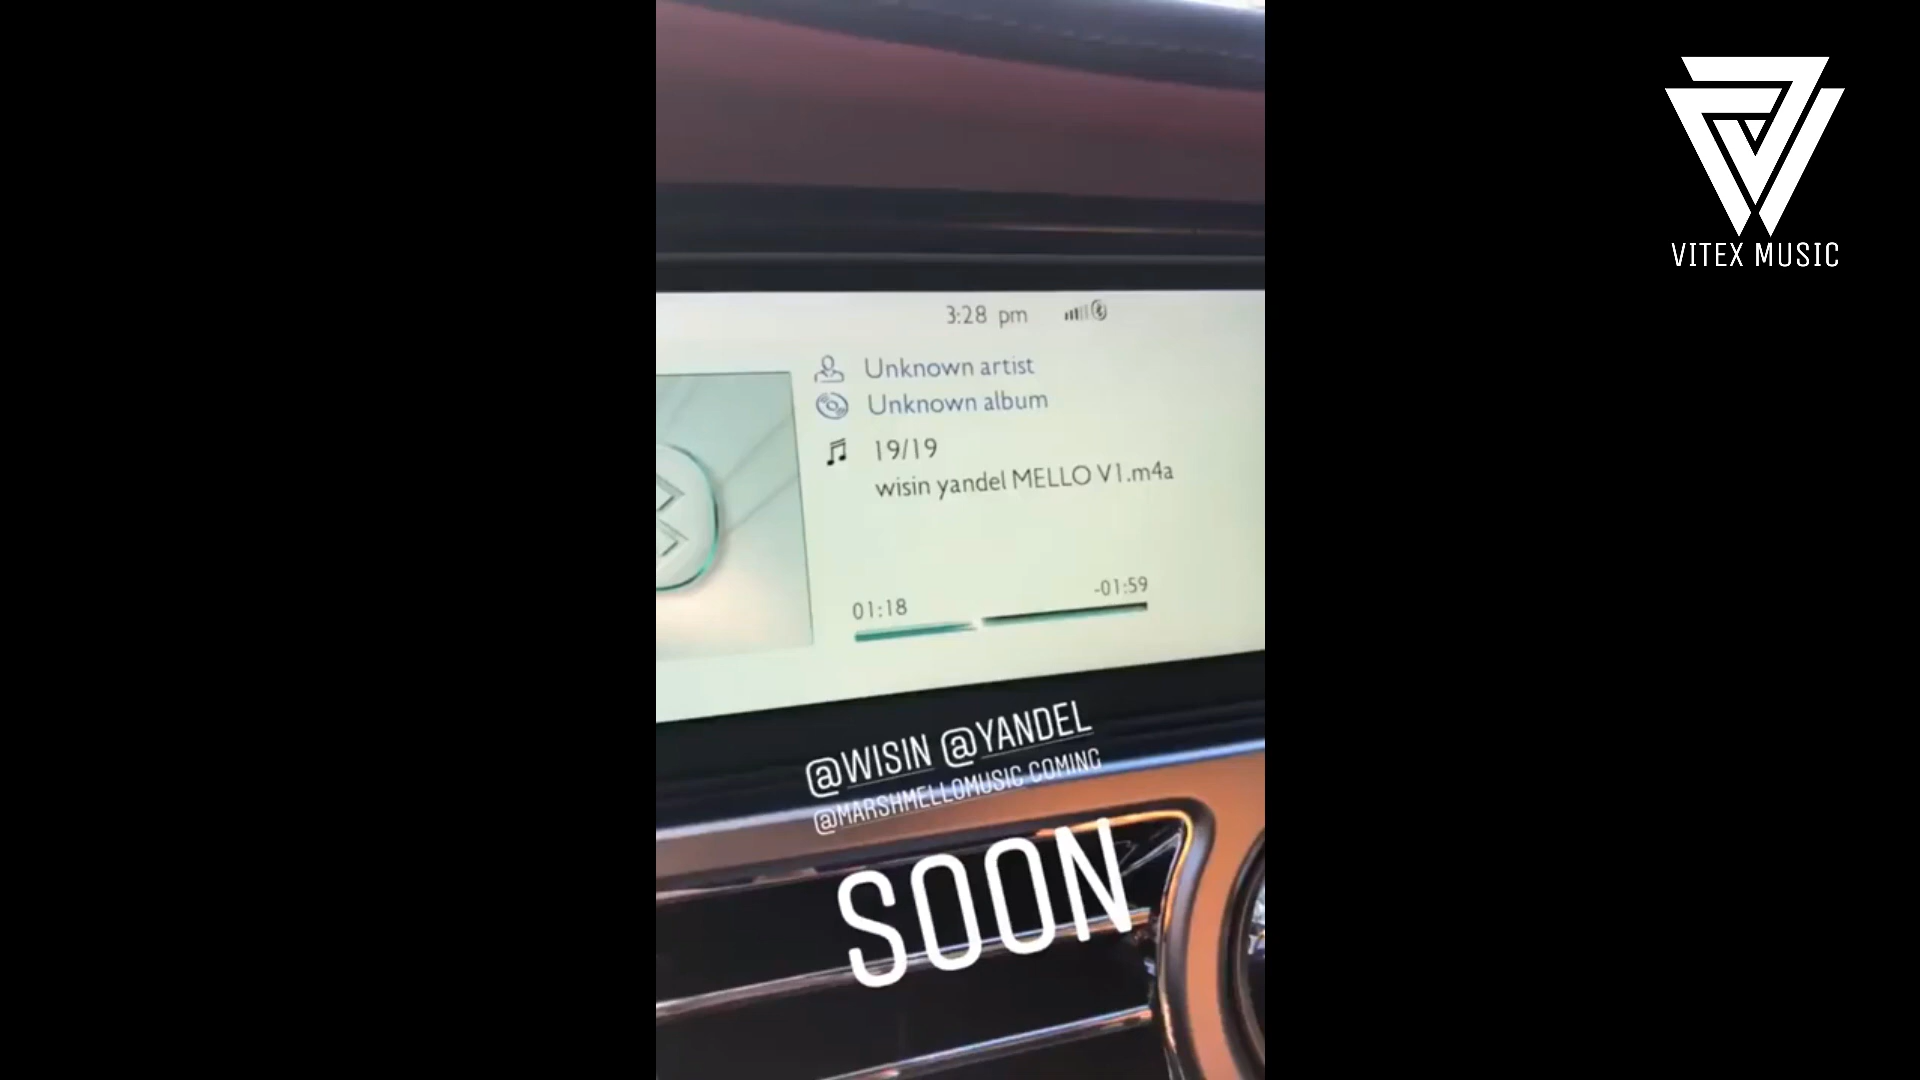 VITEX MUSIC
3:28 pm
Unknown artist
Unknown album
19/19
wisin yandel MELLO V1.m4a
01:18
-01:59
@WISIN @YANDEL
@MARSHMELLOMUSIC COMING
SOON